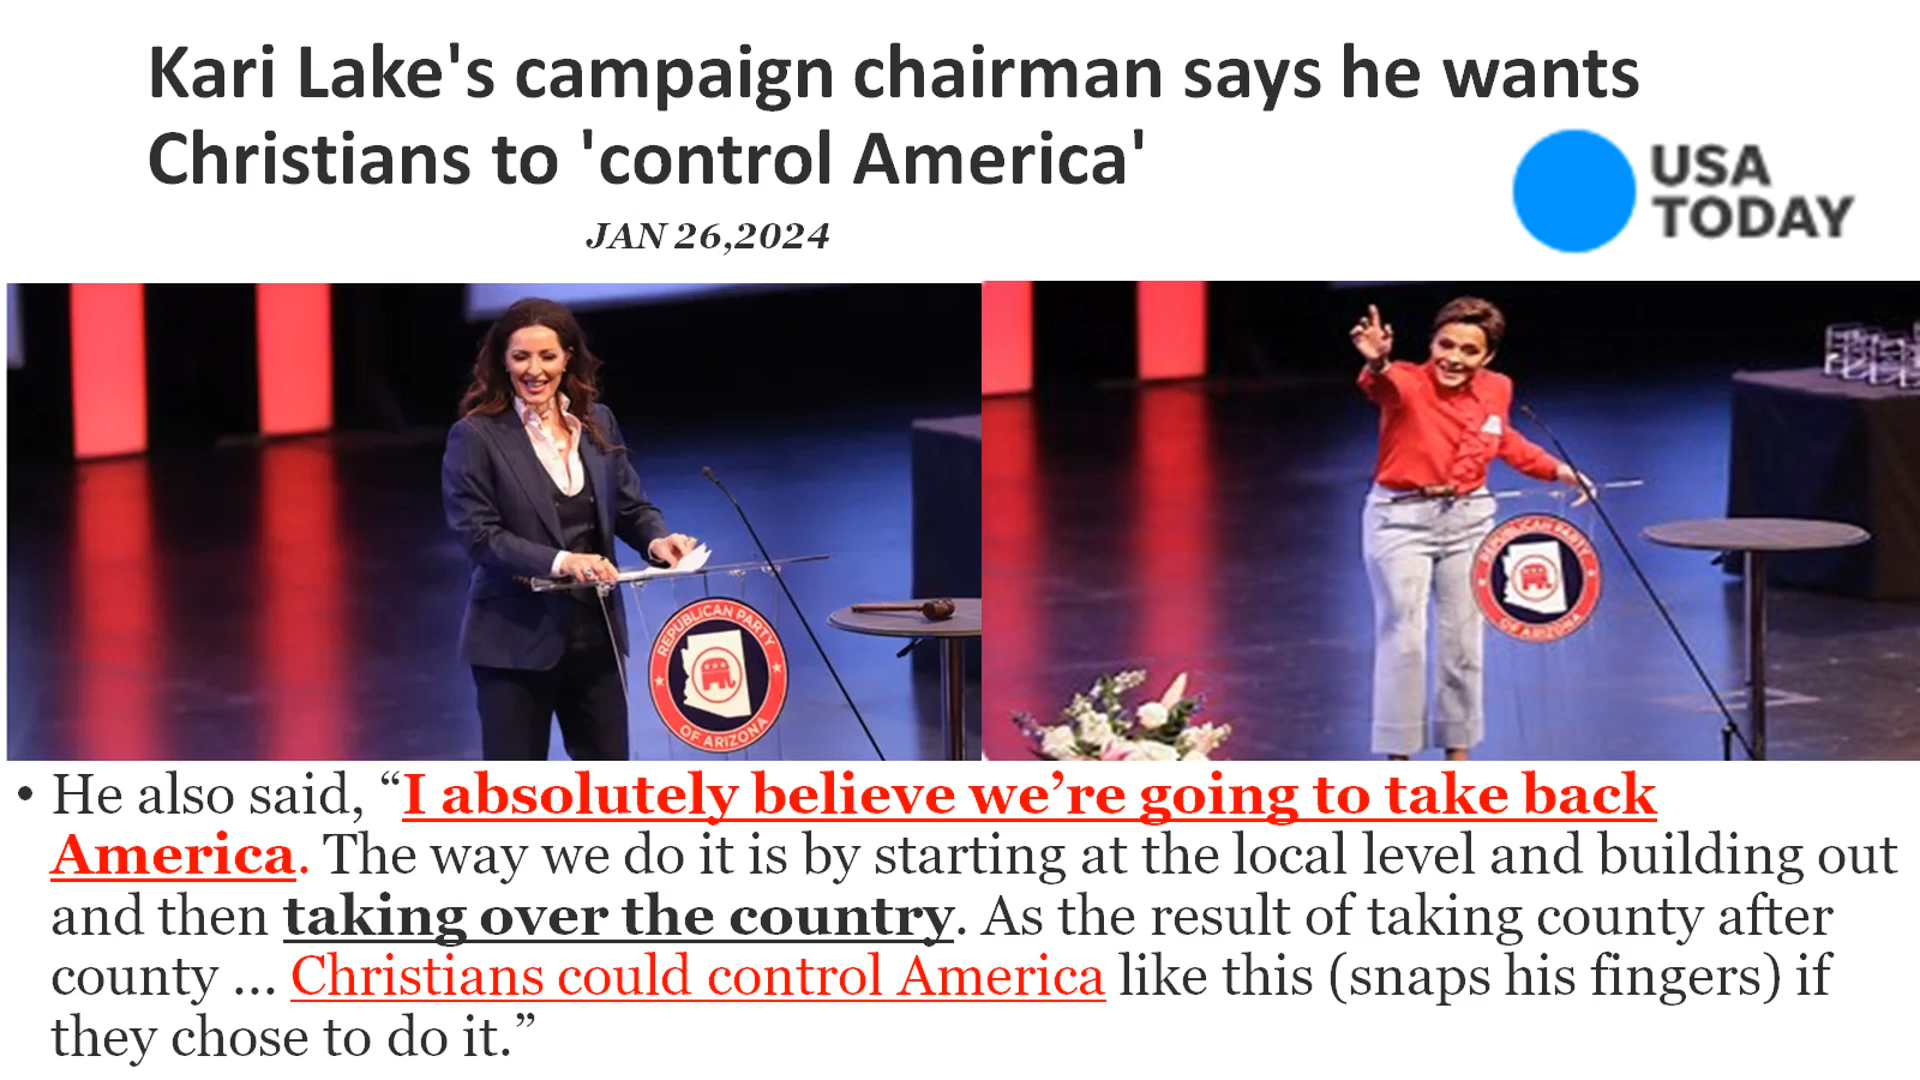 Kari Lake's campaign chairman says he wants
Christians to 'control America'
USA
TODAY
JAN 26,2024
REPUBLICAN PARTY
OF ARIZONA
REPUBLICAN PARTY
OF ARIZONA
• He also said, “I absolutely believe we’re going to take back
America. The way we do it is by starting at the local level and building out
and then taking over the country. As the result of taking county after
county ... Christians could control America like this (snaps his fingers) if
they chose to do it.”